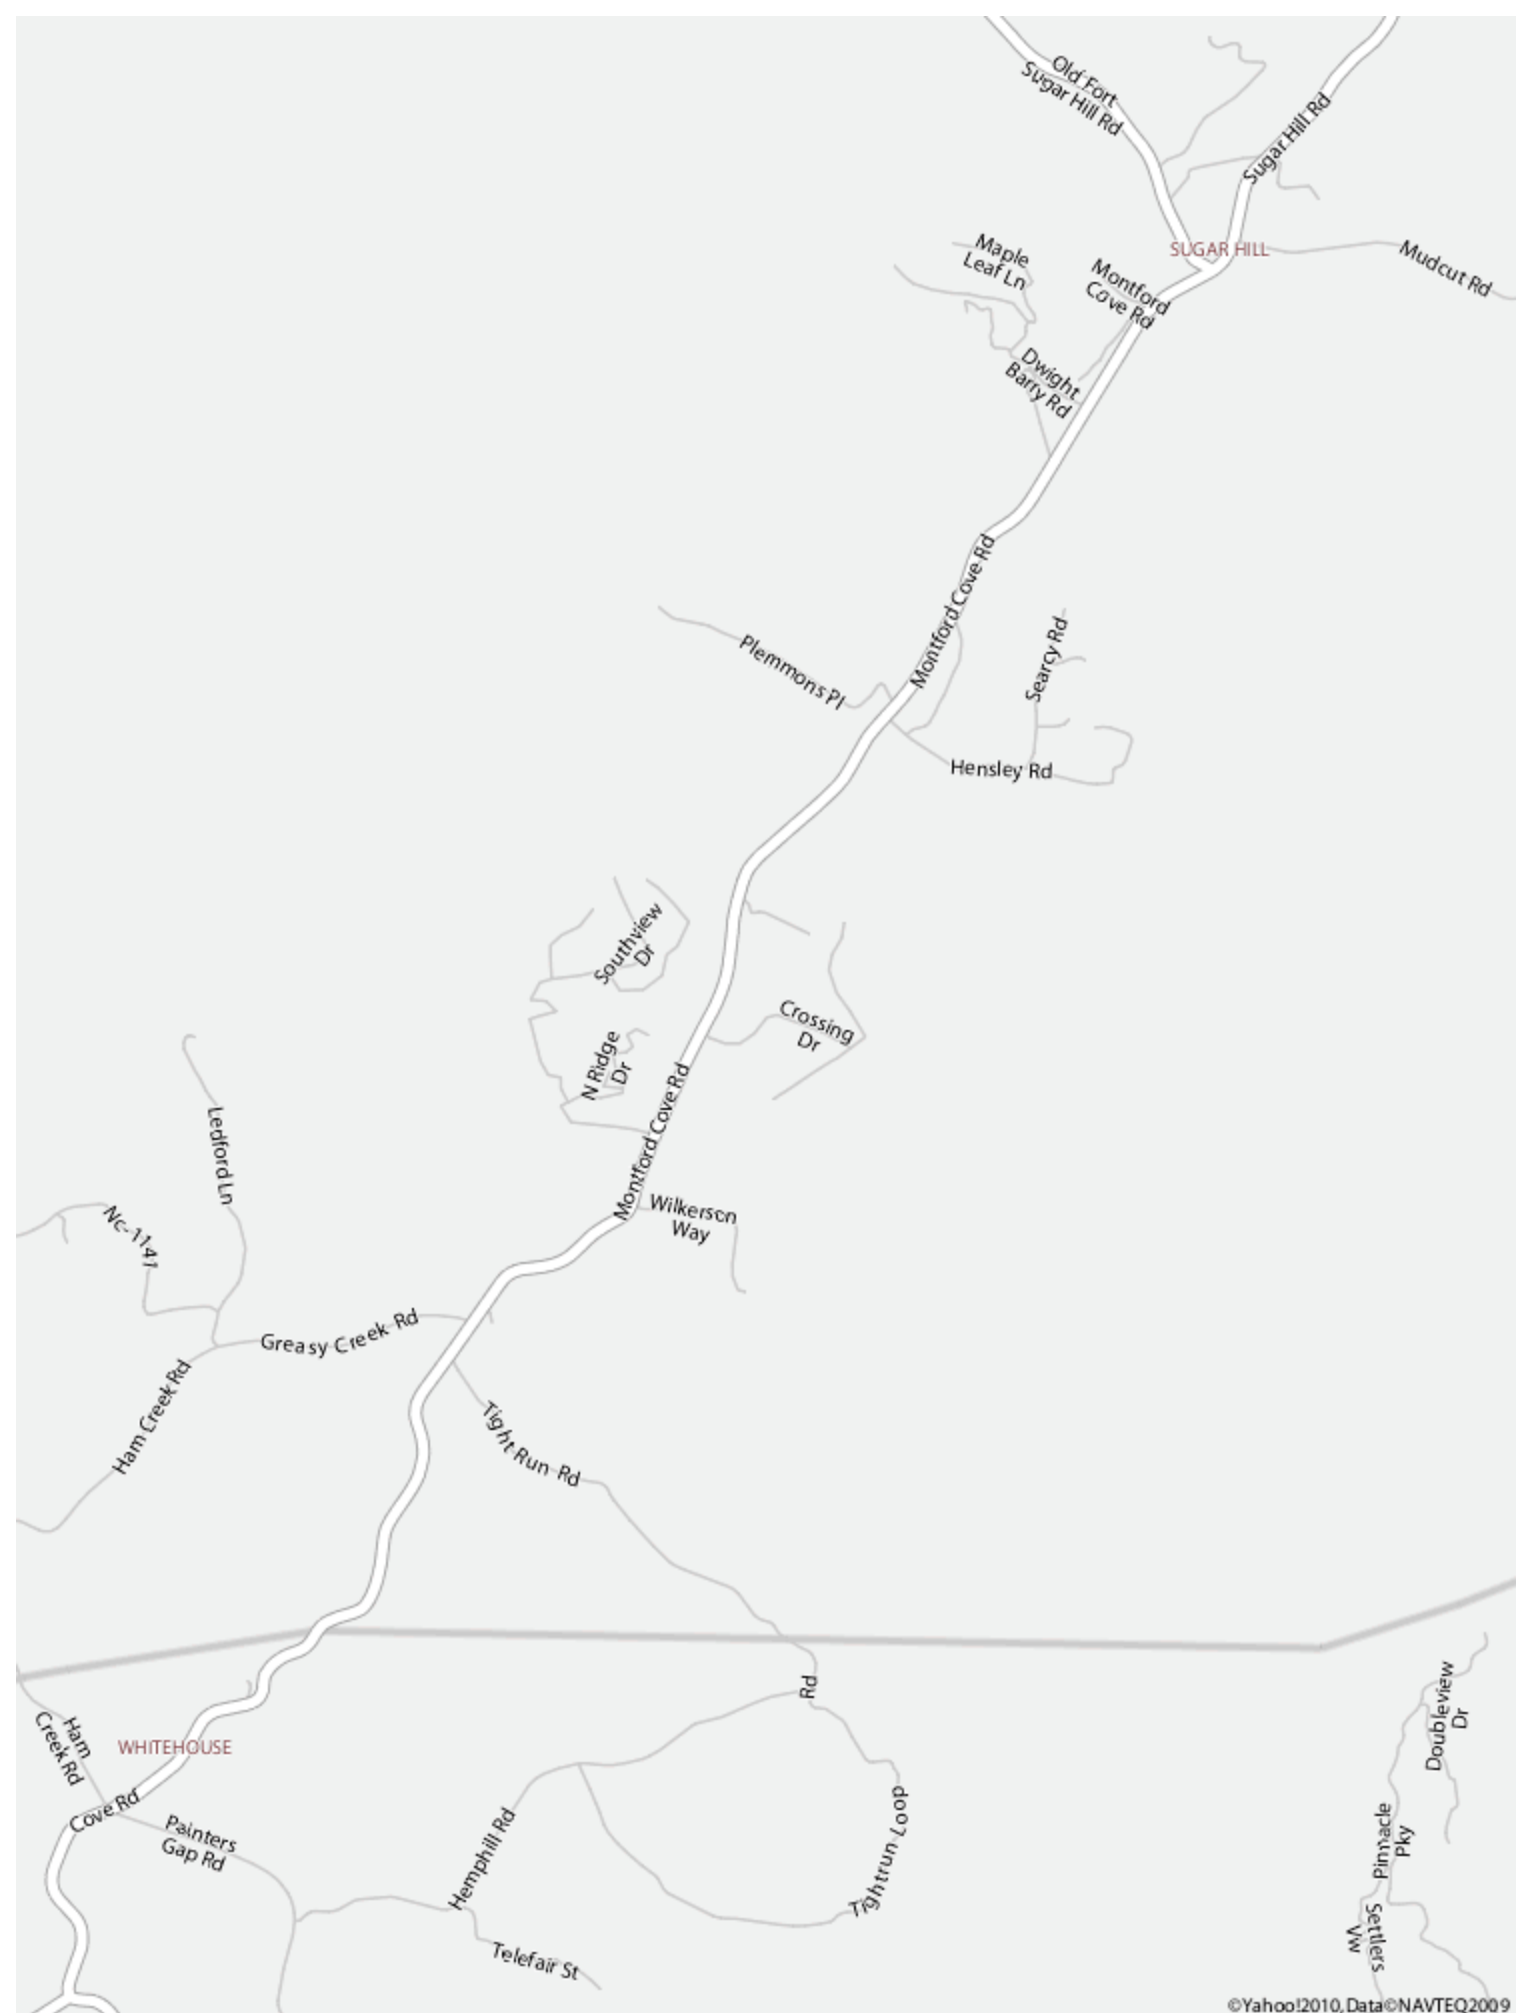 Old Fort
Sugar Hill Rd
Sugar Hill Rd
SUGAR HILL
Mudcut Rd
Maple
Leaf Ln
Montford
Cove Rd
Dwight
Barry Rd
Montford Cove Rd
Searcy Rd
Plemmons Pl
Hensley Rd
Southview
Dr
Crossing
Dr
N Ridge
Dr
Montford Cove Rd
Ledford Ln
Wilkerson
Way
Nc-1141
Greasy Creek Rd
Ham Creek Rd
Tight Run Rd
Rd
Doubleview
Dr
Ham
Creek Rd
WHITEHOUSE
Cove Rd
Painters
Gap Rd
Hemphill Rd
Tightrun Loop
Pinnacle
Pky
Settlers
Vw
Telefair St
©Yahoo!2010, Data©NAVTEQ2009